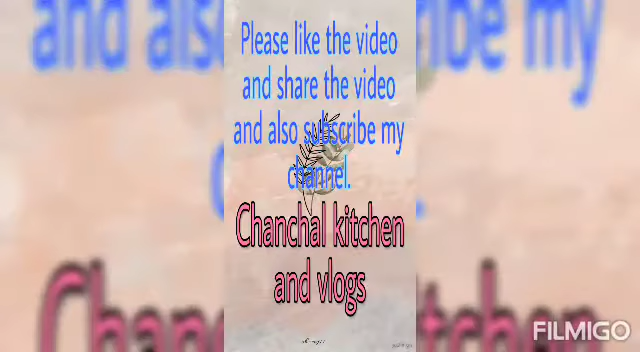 Please like the video
and share the video
and also subscribe my
channel.
Chanchal kitchen
and vlogs
FILMIGO